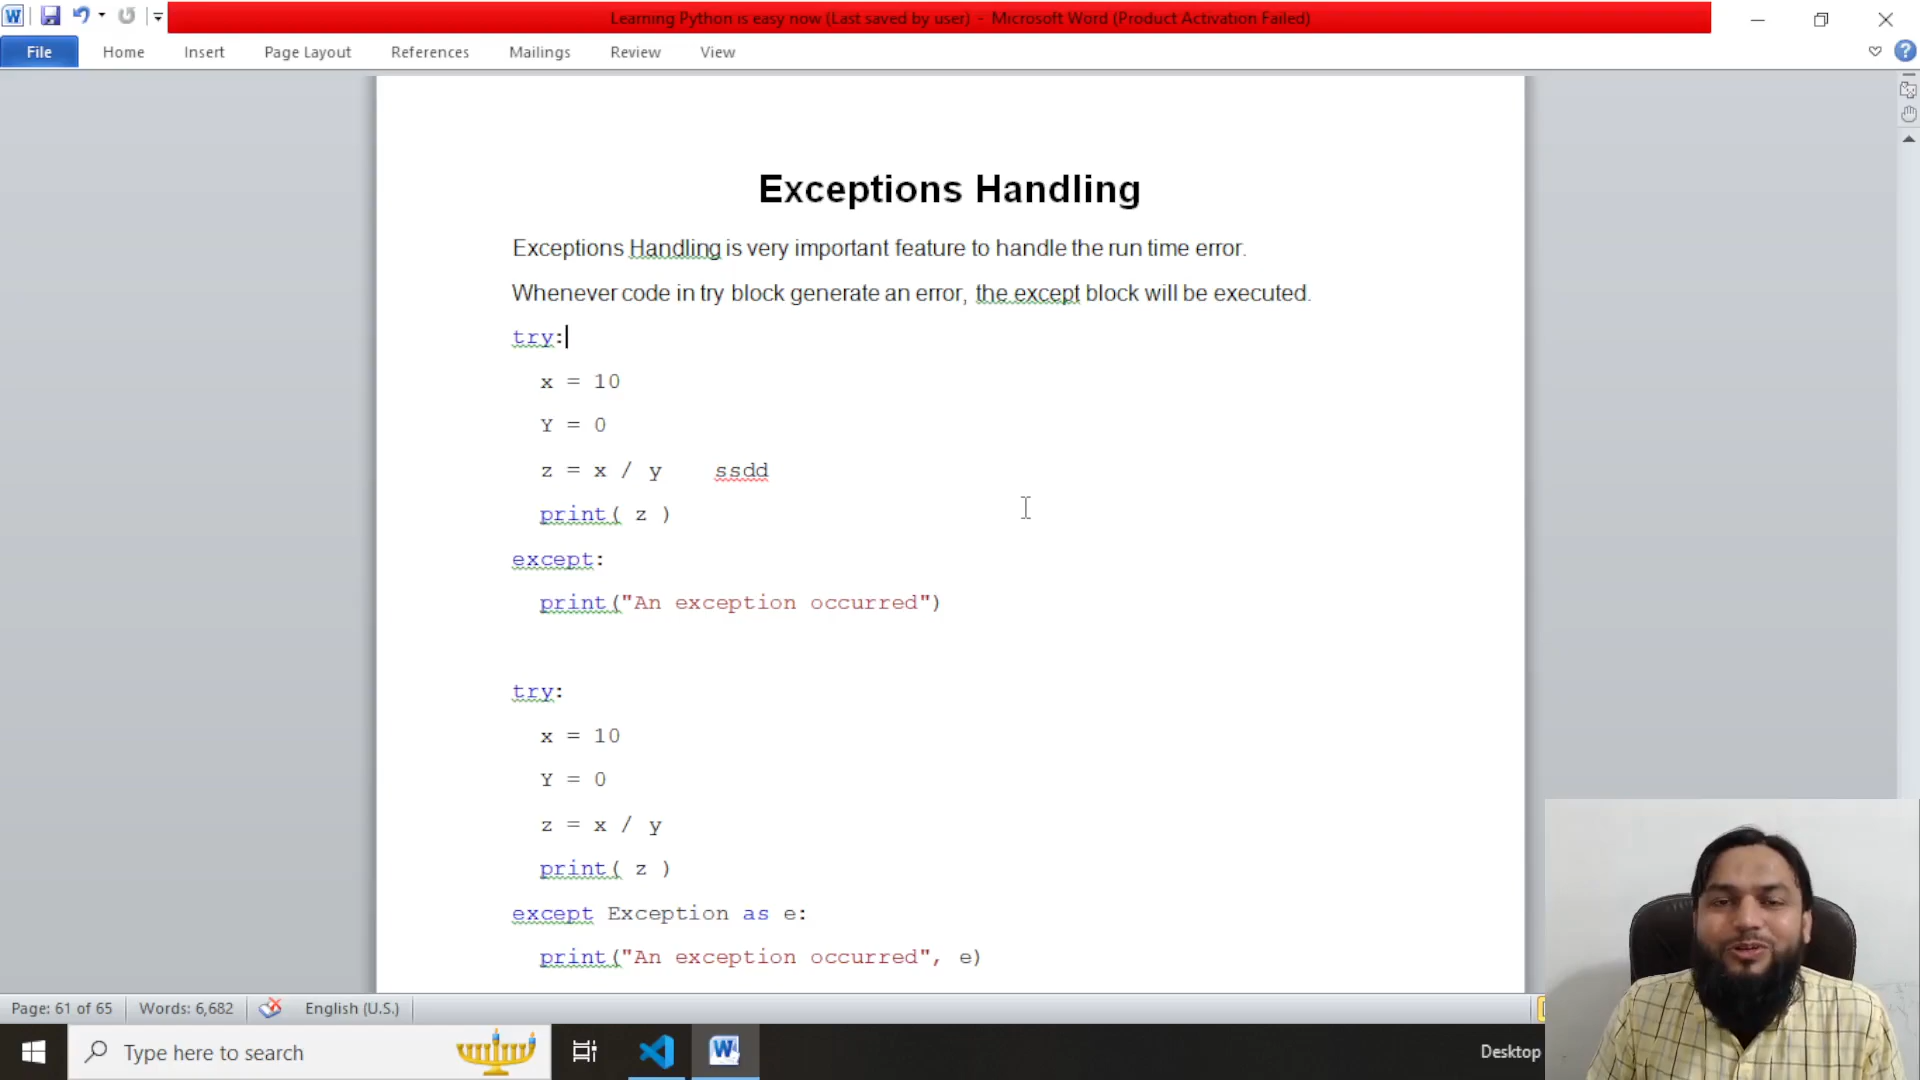 Learning Python is easy now (Last saved by user) - Microsoft Word (Product Activation Failed)
File Home Insert Page Layout References Mailings Review View
Exceptions Handling
Exceptions Handling is very important feature to handle the run time error.
Whenever code in try block generate an error, the except block will be executed.
try:
x = 10
Y = 0
z = x / y ssdd
print( z )
except:
print("An exception occurred")
try:
x = 10
Y = 0
z = x / y
print( z )
except Exception as e:
print("An exception occurred", e)
Page: 61 of 65 Words: 6,682 English (U.S.)
Type here to search Desktop